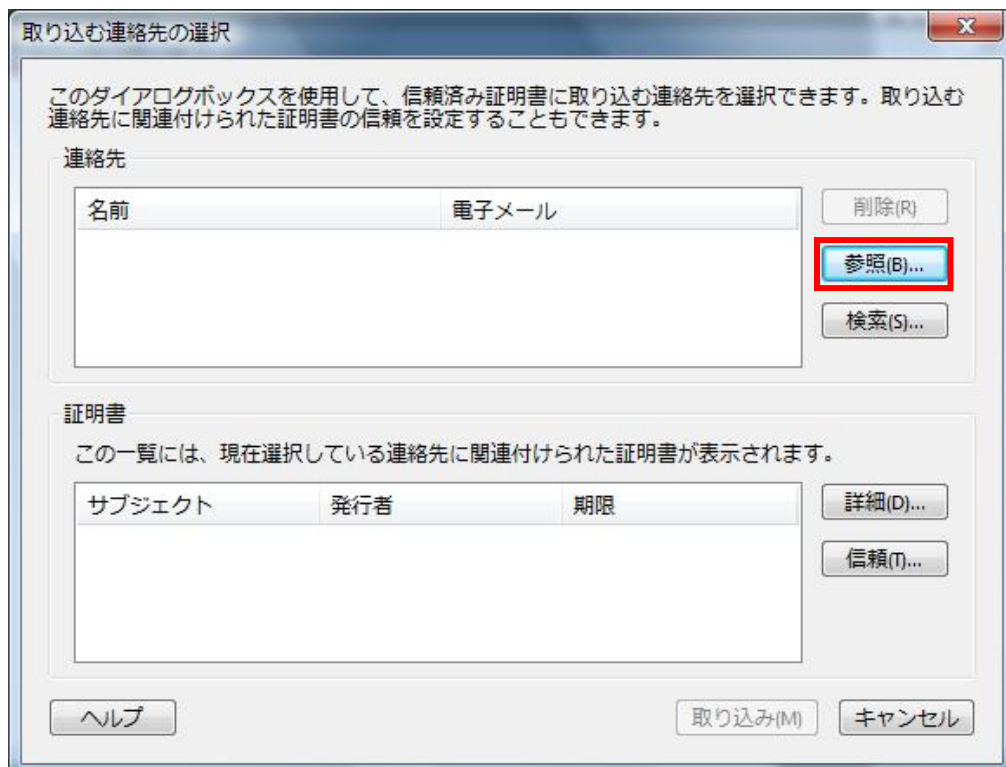 取り込む連絡先の選択
このダイアログボックスを使用して、信頼済み証明書に取り込む連絡先を選択できます。取り込む
連絡先に関連付けられた証明書の信頼を設定することもできます。
連絡先
名前 電子メール
削除(R)
参照(B)...
検索(S)...
証明書
この一覧には、現在選択している連絡先に関連付けられた証明書が表示されます。
サブジェクト 発行者 期限
詳細(D)...
信頼(T)...
ヘルプ 取り込み(M) キャンセル